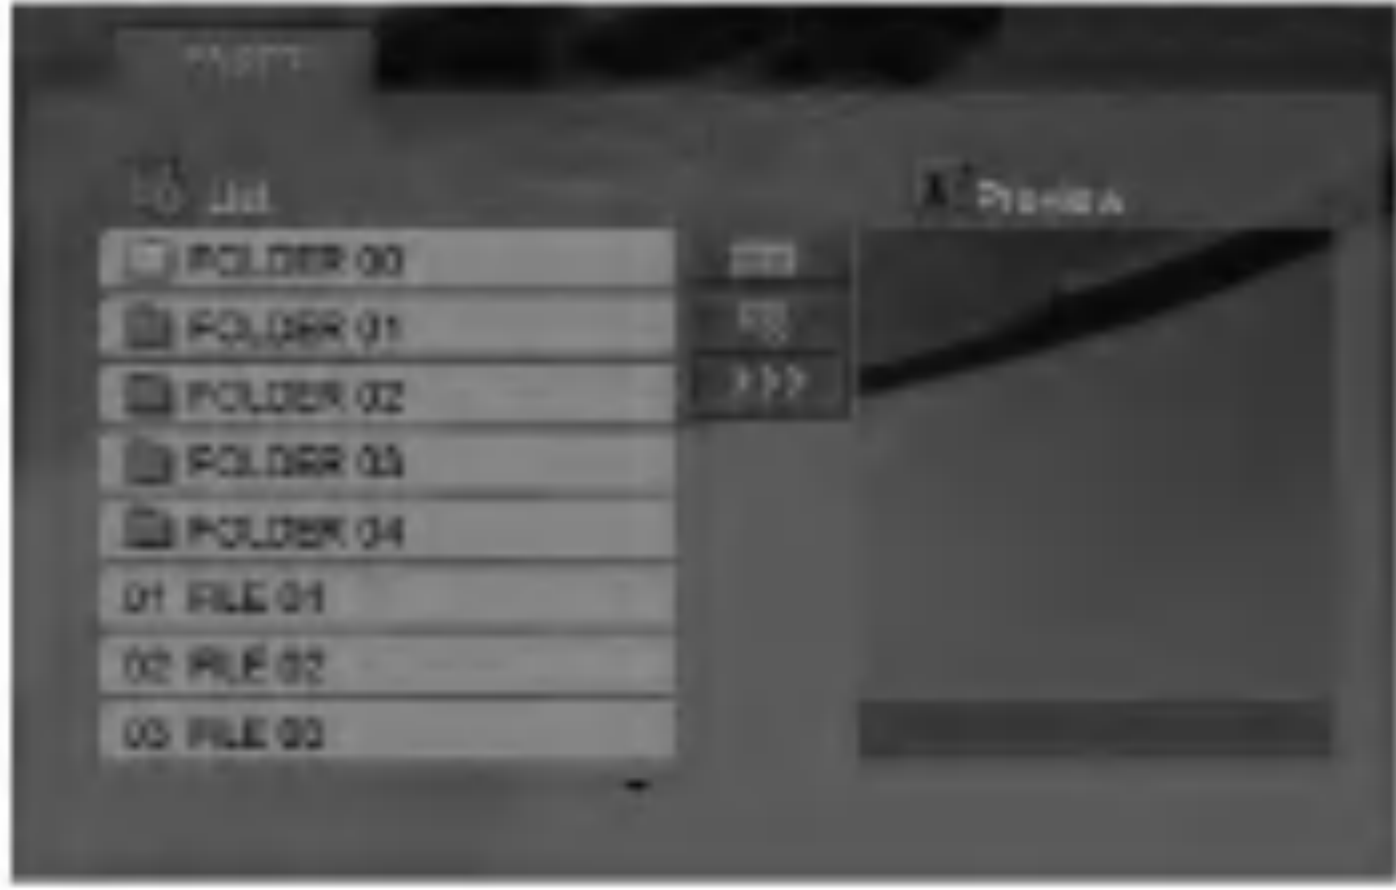 List
Preview
FOLDER 00
FOLDER 01
FOLDER 02
FOLDER 03
FOLDER 04
01 FILE 01
02 FILE 02
03 FILE 03
>>>